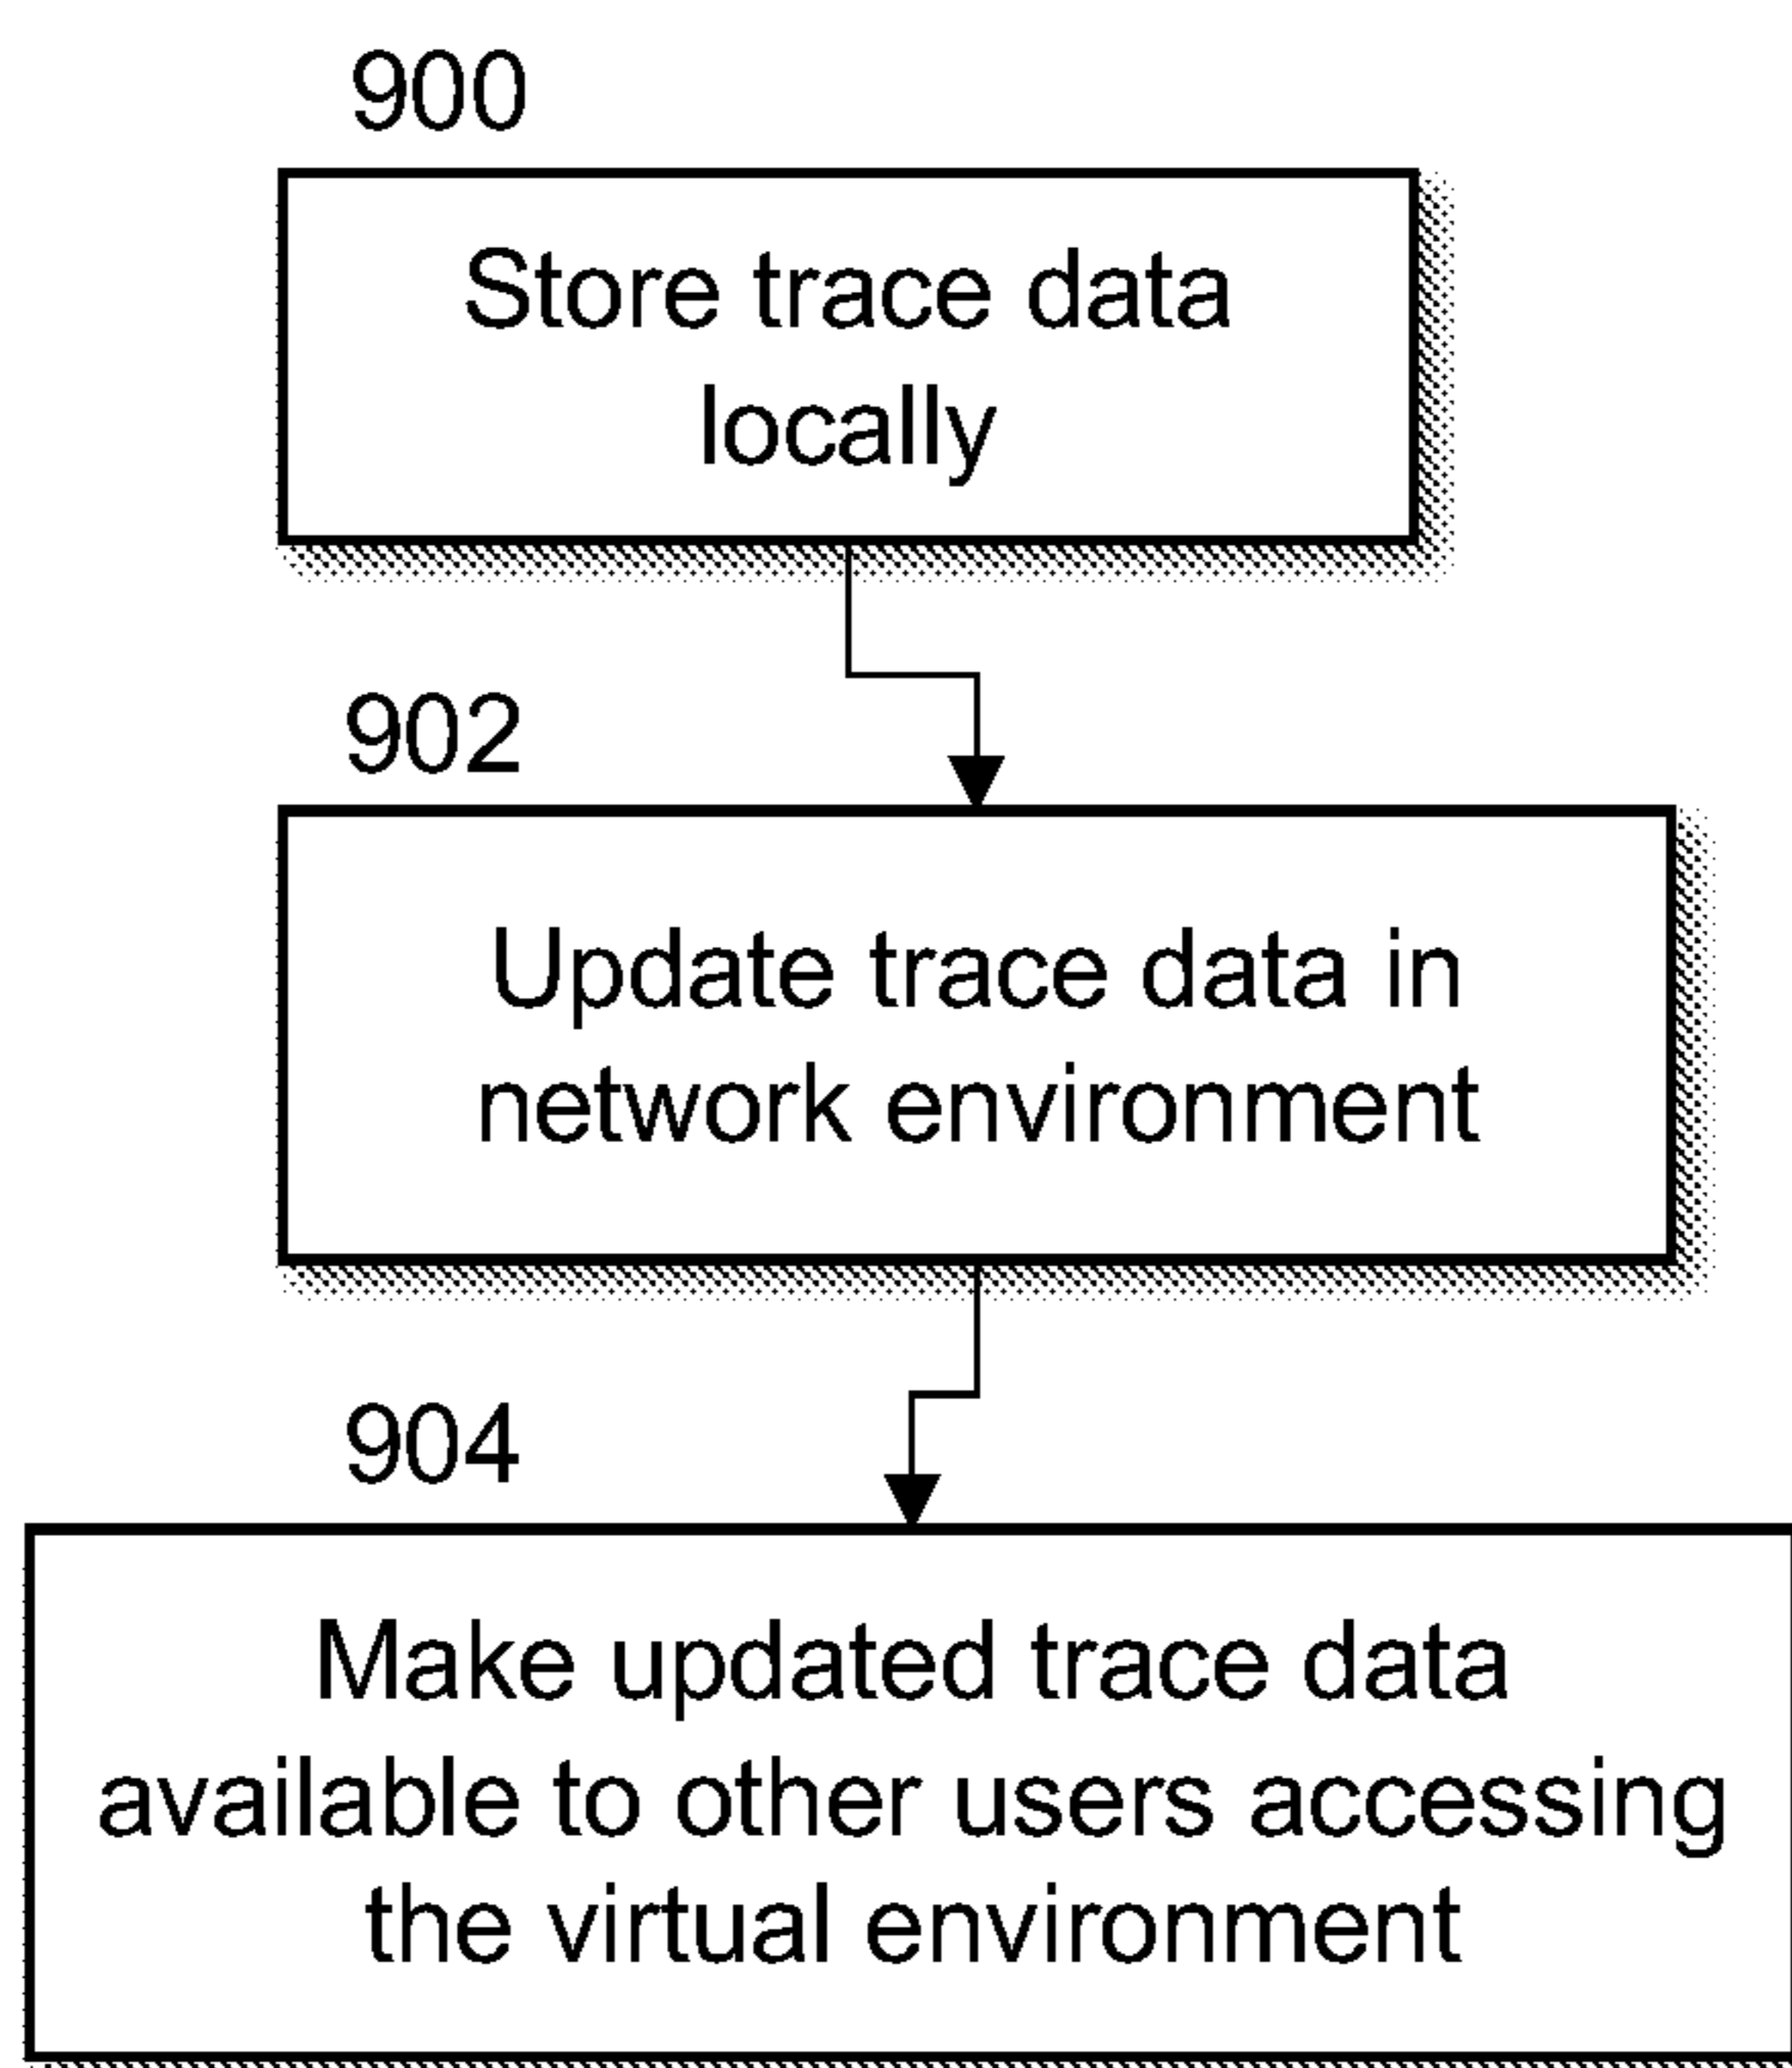 900
Store trace data
locally
902
Update trace data in
network environment
904
Make updated trace data
available to other users accessing
the virtual environment